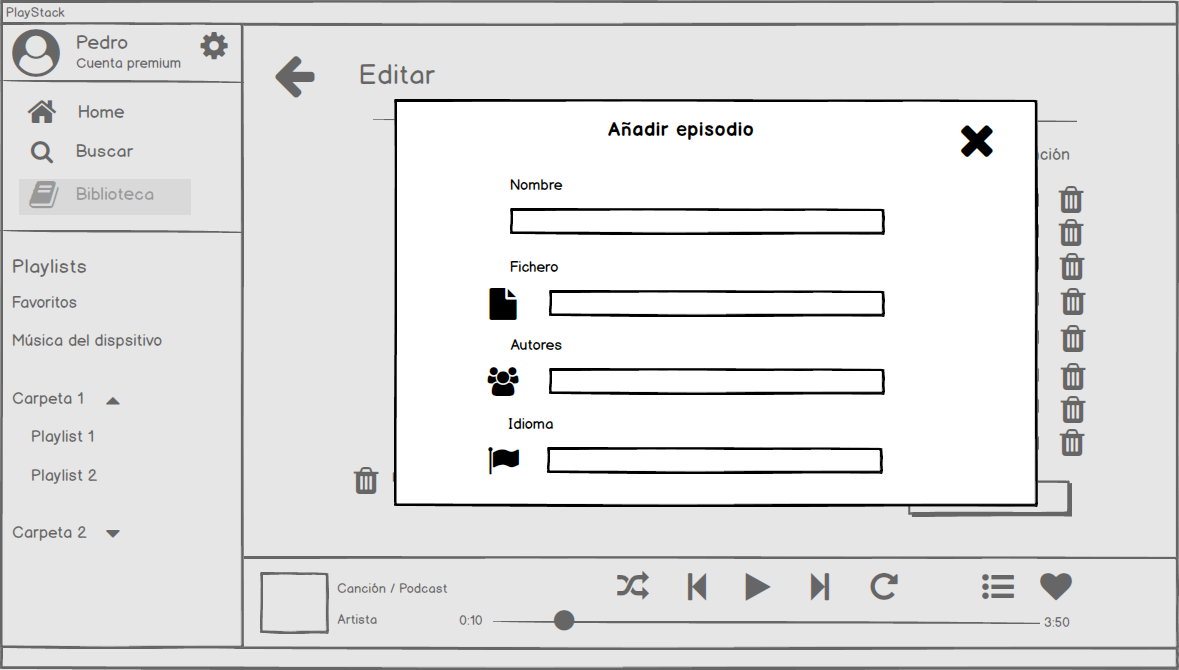 PlayStack
Pedro
Cuenta premium
Home
Buscar
Biblioteca
Playlists
Favoritos
Música del dispsitivo
Carpeta 1
Playlist 1
Playlist 2
Carpeta 2
Editar
Añadir episodio
Nombre
Fichero
Autores
Idioma
Canción / Podcast
Artista
0:10
3:50